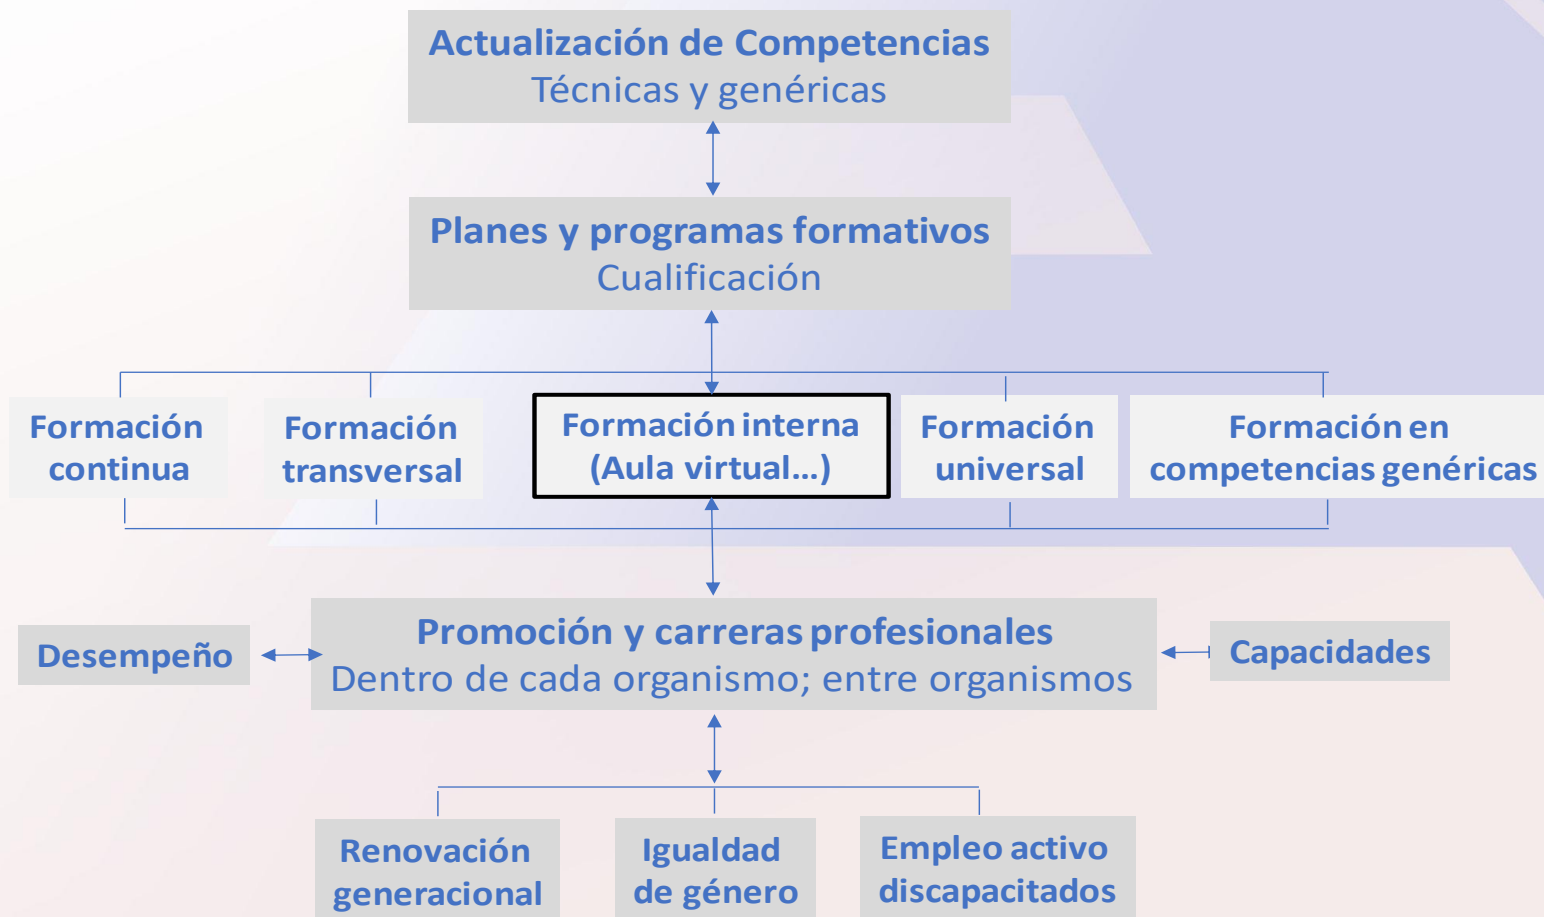 Actualización de Competencias
Técnicas y genéricas
Planes y programas formativos
Cualificación
Formación
continua
Formación
transversal
Formación interna
(Aula virtual...)
Formación
universal
Formación en
competencias genéricas
Desempeño
Promoción y carreras profesionales
Dentro de cada organismo; entre organismos
Capacidades
Renovación
generacional
Igualdad
de género
Empleo activo
discapacitados